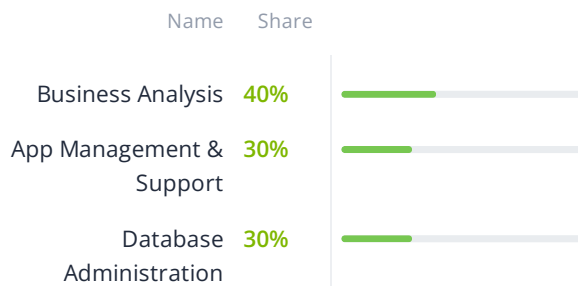 Name Share
Business Analysis 40%
App Management & 30%
Support
Database 30%
Administration